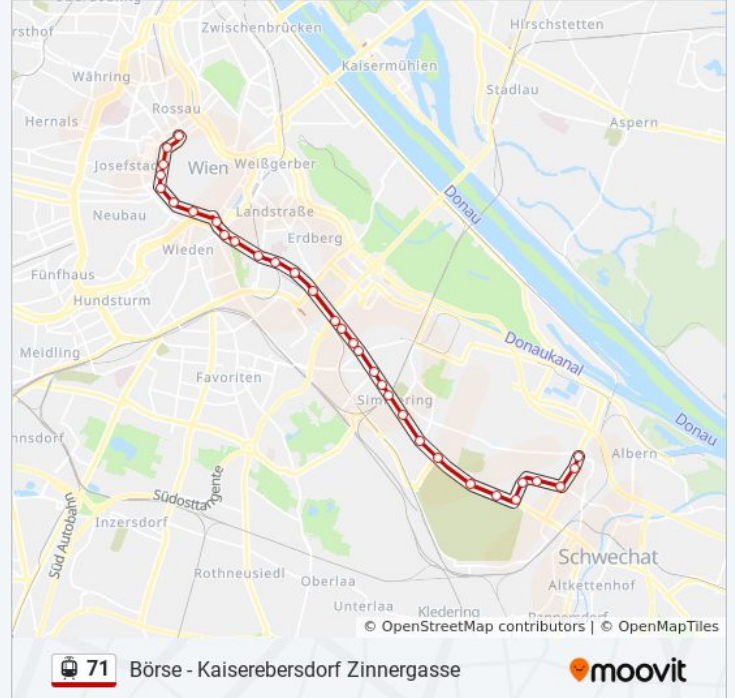 ersthof
Zwischenbrücken
Hirschstetten
Kaisermühlen
Währing
Stadlau
Rossau
Hernals
Aspern
Josefstad
Wien
Weißgerber
Donau
Neubau
Landstraße
Wieden
Erdberg
Fünfhaus
Hundsturm
Donaukanal
Meidling
Favoriten
Simmering
Donau
nnsdorf
Albern
Südosttangente
Süd Autobahn
Inzersdorf
Schwechat
Rothneusiedl
Oberlaa
Altkettenhof
Unterlaa
Kledering
© OpenStreetMap contributors | © OpenMapTiles
71
Börse - Kaiserebersdorf Zinnergasse
moovit